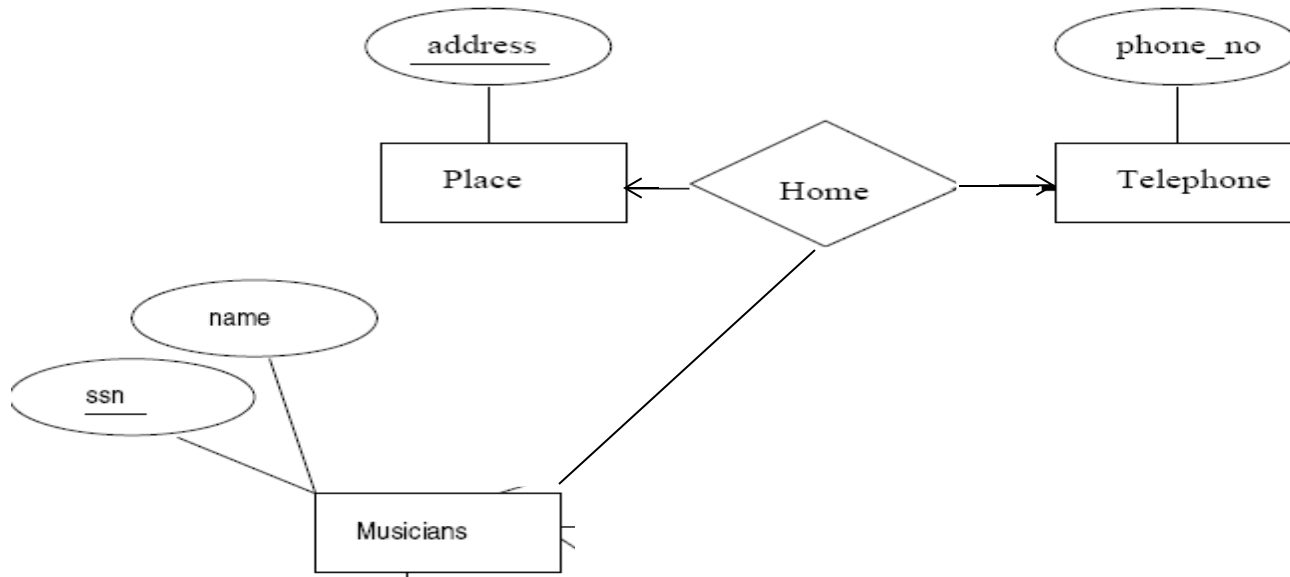 address
phone_no
Place
Home
Telephone
name
ssn
Musicians